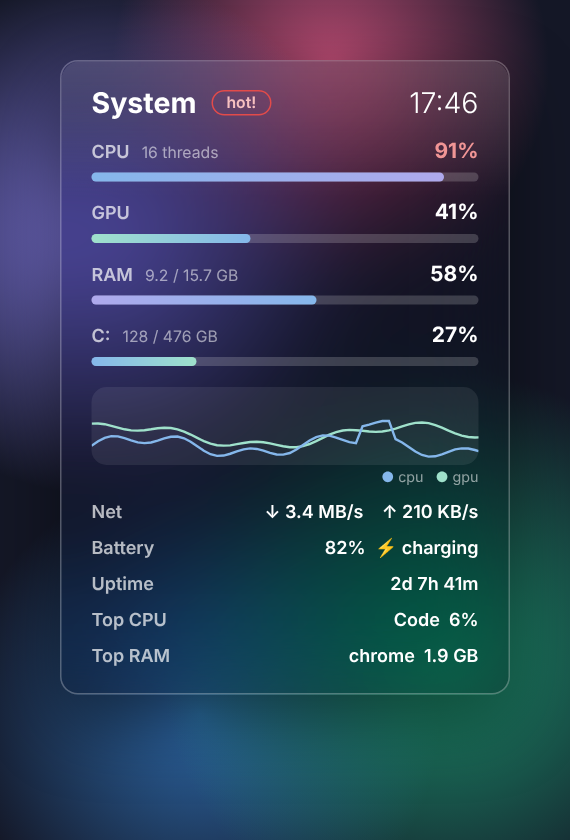 System hot! 17:46
CPU 16 threads 91%
GPU 41%
RAM 9.2 / 15.7 GB 58%
C: 128 / 476 GB 27%
cpu gpu
Net ↓ 3.4 MB/s ↑ 210 KB/s
Battery 82% ⚡ charging
Uptime 2d 7h 41m
Top CPU Code 6%
Top RAM chrome 1.9 GB